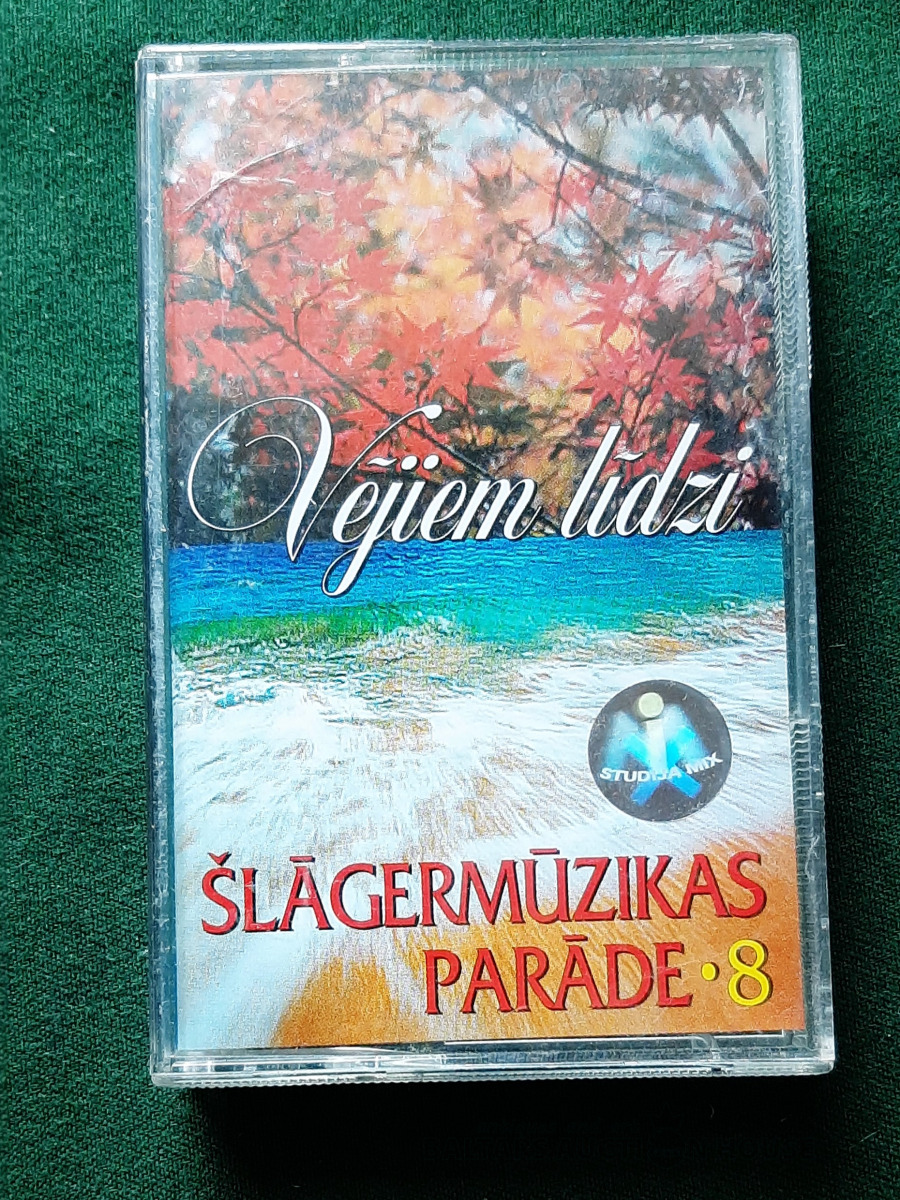 Vējiem līdzi
STUDIJA MIX
ŠLĀGERMŪZIKAS
PARĀDE·8